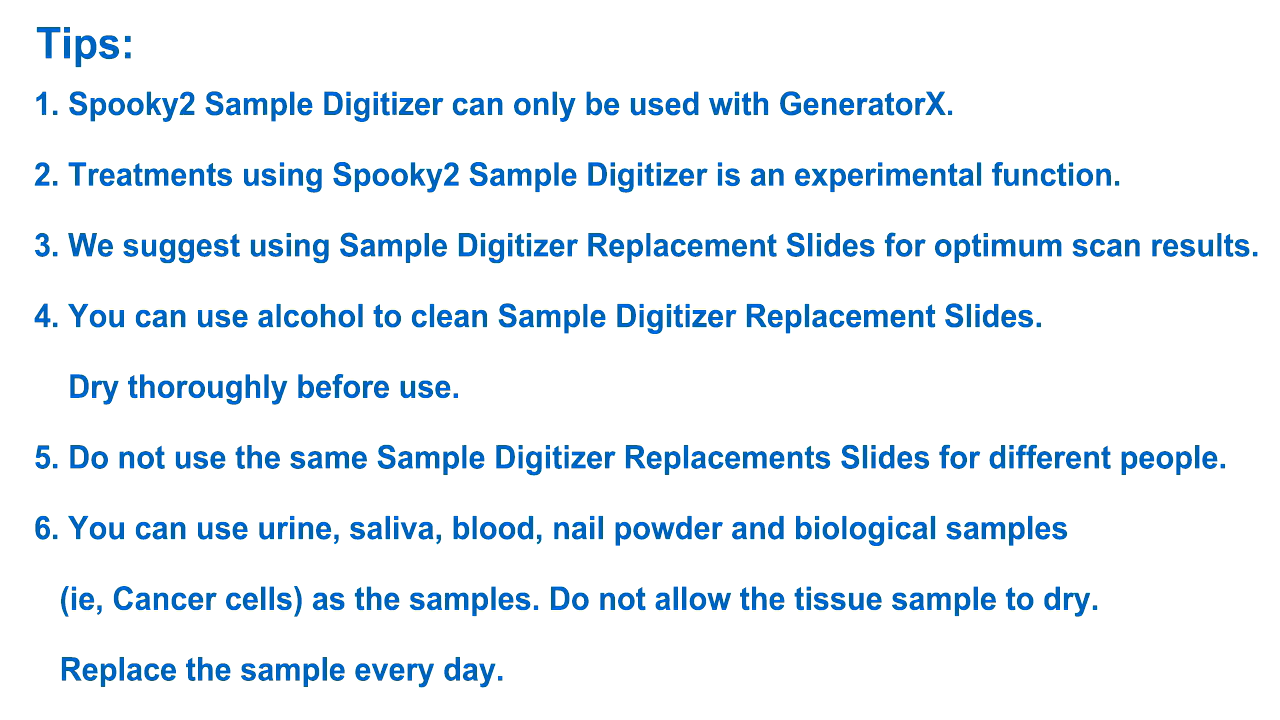 Tips:
1. Spooky2 Sample Digitizer can only be used with GeneratorX.
2. Treatments using Spooky2 Sample Digitizer is an experimental function.
3. We suggest using Sample Digitizer Replacement Slides for optimum scan results.
4. You can use alcohol to clean Sample Digitizer Replacement Slides.
Dry thoroughly before use.
5. Do not use the same Sample Digitizer Replacements Slides for different people.
6. You can use urine, saliva, blood, nail powder and biological samples
(ie, Cancer cells) as the samples. Do not allow the tissue sample to dry.
Replace the sample every day.